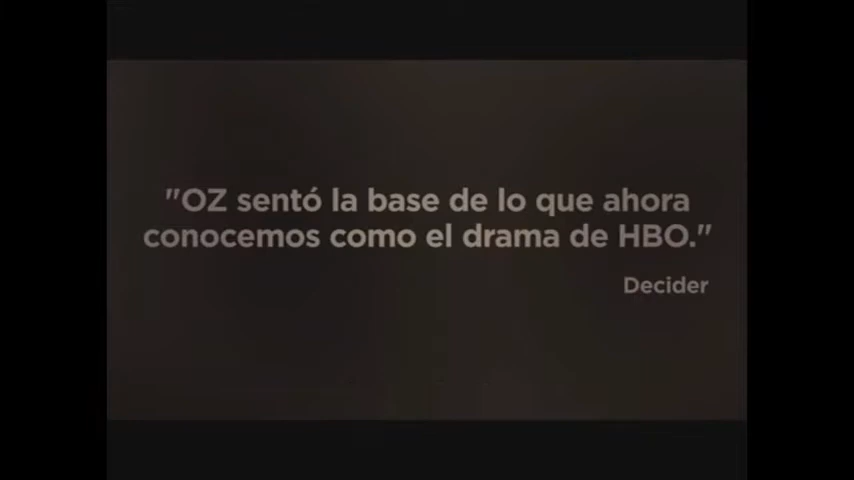 "OZ sentó la base de lo que ahora
conocemos como el drama de HBO."
Decider